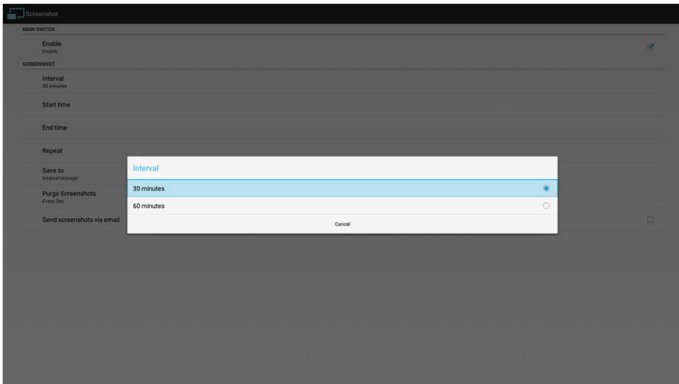 Screenshot
MAIN SWITCH
Enable
Enable
SCREENSHOT
Interval
30 minutes
Start time
End time
Repeat
Save to
Internal storage
Purge Screenshots
Every Day
Send screenshots via email
Interval
30 minutes
60 minutes
Cancel